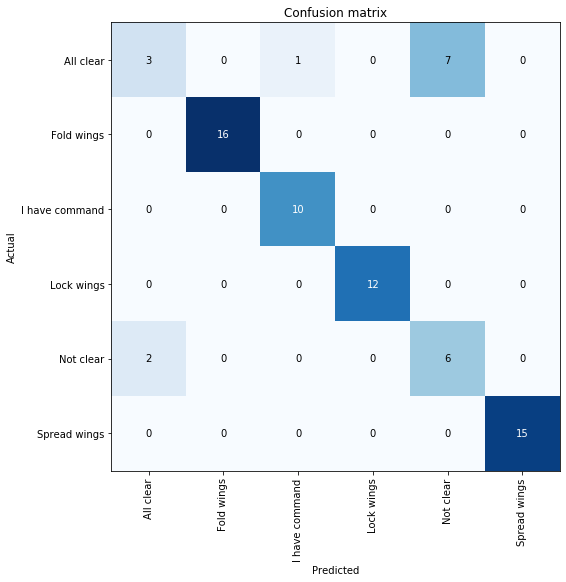 Confusion matrix
All clear 3 0 1 0 7 0
Fold wings 0 16 0 0 0 0
I have command 0 0 10 0 0 0
Lock wings 0 0 0 12 0 0
Not clear 2 0 0 0 6 0
Spread wings 0 0 0 0 0 15
Actual
All clear
Fold wings
I have command
Lock wings
Not clear
Spread wings
Predicted